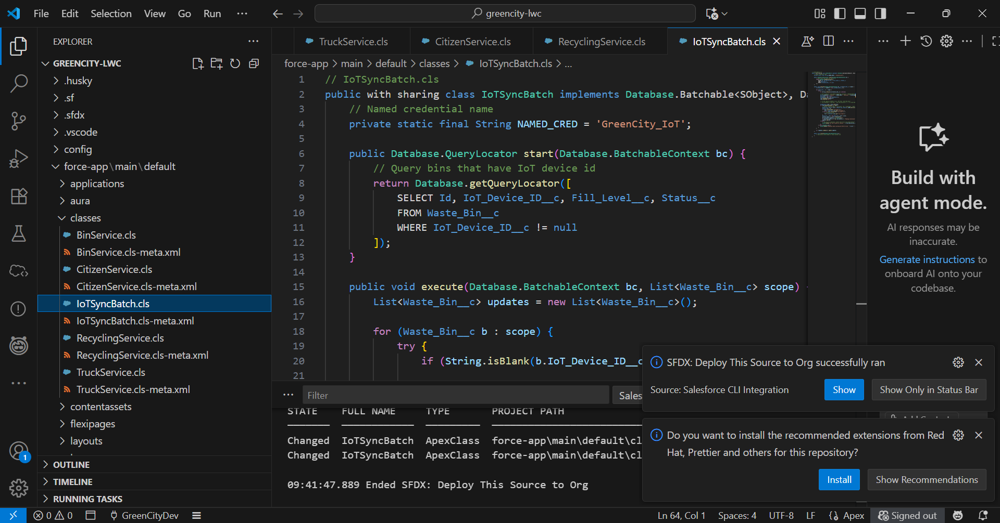 File Edit Selection View Go Run ··· greencity-lwc
EXPLORER
GREENCITY-LWC
.husky
.sf
.sfdx
.vscode
config
force-app\main\default
applications
aura
classes
BinService.cls
BinService.cls-meta.xml
CitizenService.cls
CitizenService.cls-meta.xml
IoTSyncBatch.cls
IoTSyncBatch.cls-meta.xml
RecyclingService.cls
RecyclingService.cls-meta.xml
TruckService.cls
TruckService.cls-meta.xml
contentassets
flexipages
layouts
OUTLINE
TIMELINE
RUNNING TASKS
1
TruckService.cls CitizenService.cls RecyclingService.cls IoTSyncBatch.cls
force-app > main > default > classes > IoTSyncBatch.cls > ...
1 // IoTSyncBatch.cls
2 public with sharing class IoTSyncBatch implements Database.Batchable<SObject>, Da
3 // Named credential name
4 private static final String NAMED_CRED = 'GreenCity_IoT';
5
6 public Database.QueryLocator start(Database.BatchableContext bc) {
7 // Query bins that have IoT device id
8 return Database.getQueryLocator([
9 SELECT Id, IoT_Device_ID__c, Fill_Level__c, Status__c
10 FROM Waste_Bin__c
11 WHERE IoT_Device_ID__c != null
12 ]);
13 }
14
15 public void execute(Database.BatchableContext bc, List<Waste_Bin__c> scope)
16 List<Waste_Bin__c> updates = new List<Waste_Bin__c>();
17
18 for (Waste_Bin__c b : scope) {
19 try {
20 if (String.isBlank(b.IoT_Device_ID__c
21
Filter Sales
STATE FULL NAME TYPE PROJECT PATH
Changed IoTSyncBatch ApexClass force-app\main\default\cl
Changed IoTSyncBatch ApexClass force-app\main\default\cl
09:41:47.889 Ended SFDX: Deploy This Source to Org
Build with
agent mode.
AI responses may be
inaccurate.
Generate instructions to
onboard AI onto your
codebase.
SFDX: Deploy This Source to Org successfully ran
Source: Salesforce CLI Integration Show Show Only in Status Bar
Do you want to install the recommended extensions from Red
Hat, Prettier and others for this repository?
Install Show Recommendations
0 0 GreenCityDev Ln 64, Col 1 Spaces: 4 UTF-8 LF {} Apex Signed out